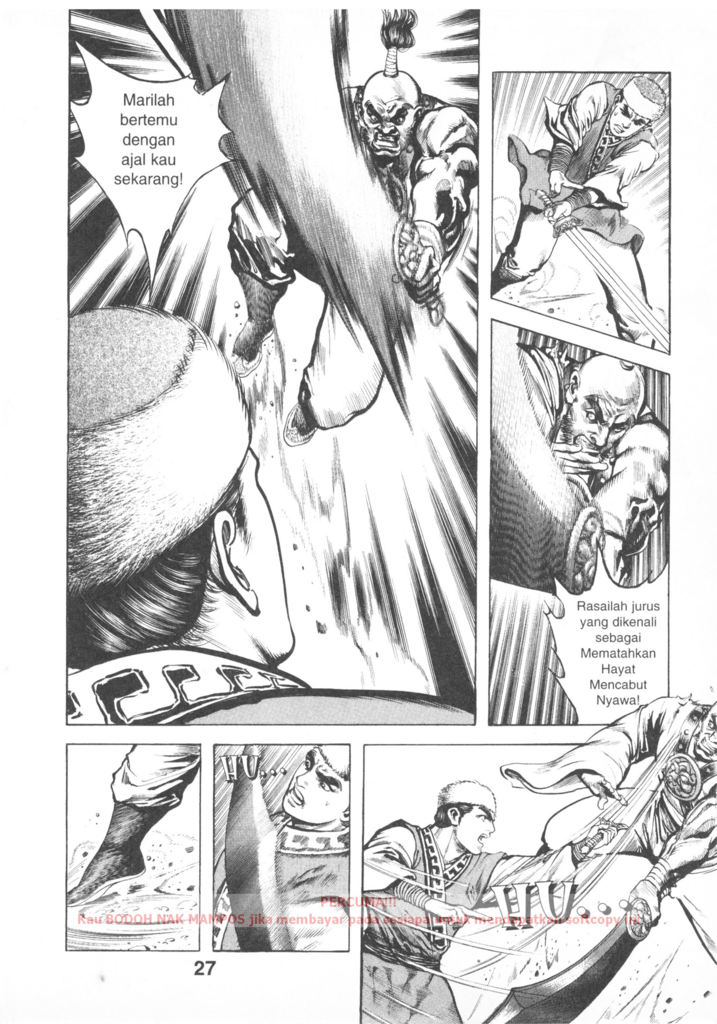 Marilah
bertemu
dengan
ajal kau
sekarang!
Rasailah jurus
yang dikenali
sebagai
Mematahkan
Hayat
Mencabut
Nyawa!
HU...
HU...
PERCUMA!!!
Kau BODOH NAK MAMPOS jika membayar pada sesiapa untuk mendapatkan softcopy ini
27